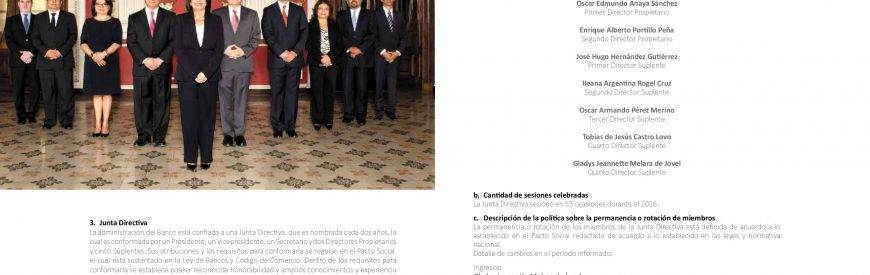 3. Junta Directiva
La administración del Banco está confiada a una Junta Directiva, que es nombrada cada dos años, la
cual es conformada por un Presidente, un Vicepresidente, un Secretario y dos Directores Propietarios
y cinco Suplentes. Sus atribuciones y los requisitos para conformarla se regulan en el Pacto Social,
el cual está sustentado en la Ley de Bancos y Código de Comercio. Dentro de los requisitos para
conformarla se establece poseer reconocida honorabilidad y amplios conocimientos y experiencia
Oscar Edmundo Anaya Sánchez
Primer Director Propietario
Enrique Alberto Portillo Peña
Segundo Director Propietario
José Hugo Hernández Gutiérrez
Primer Director Suplente
Ileana Argentina Rogel Cruz
Segundo Director Suplente
Oscar Armando Pérez Merino
Tercer Director Suplente
Tobías de Jesús Castro Lovo
Cuarto Director Suplente
Gladys Jeannette Melara de Jovel
Quinto Director Suplente
b. Cantidad de sesiones celebradas
La Junta Directiva sesionó en 53 ocasiones durante el 2016.
c. Descripción de la política sobre la permanencia o rotación de miembros
La permanencia o rotación de los miembros de la Junta Directiva está definida de acuerdo a lo
establecido en el Pacto Social redactado de acuerdo a lo establecido en las leyes y normativa
nacional.
Detalle de cambios en el período informado:
Ingresos: